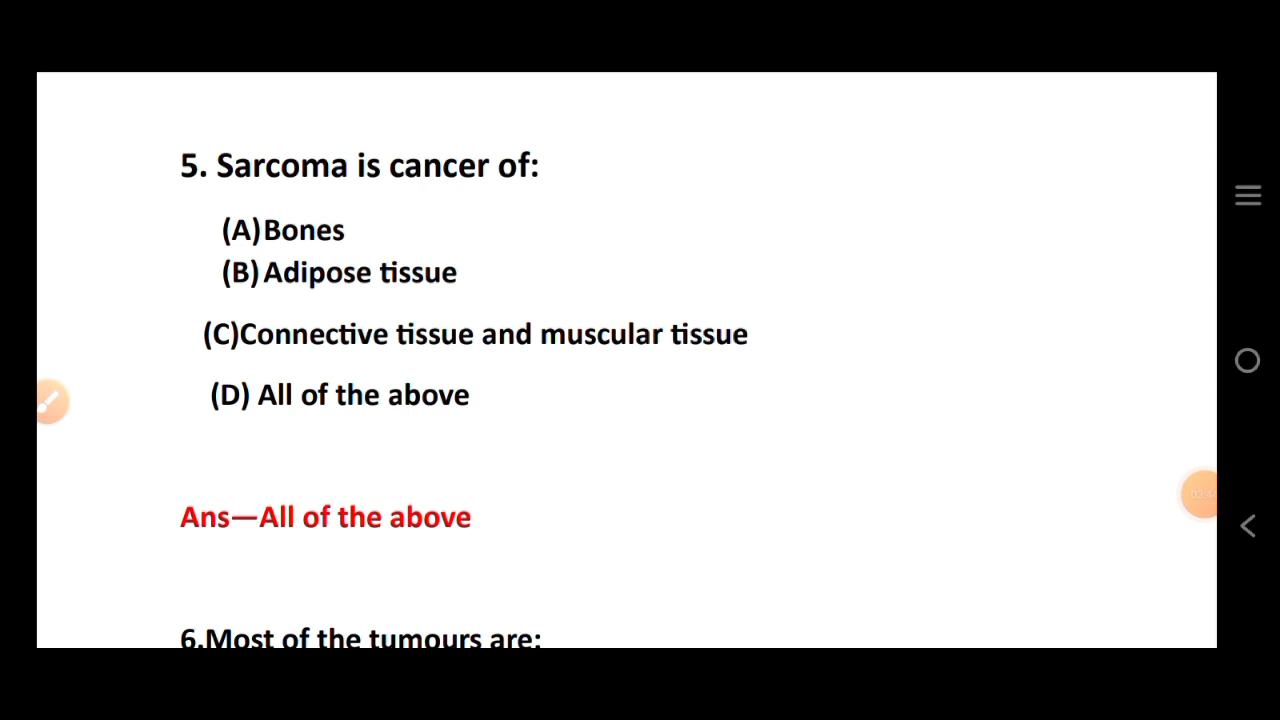 5. Sarcoma is cancer of:
(A)Bones
(B)Adipose tissue
(C)Connective tissue and muscular tissue
(D) All of the above
Ans—All of the above
6.Most of the tumours are: